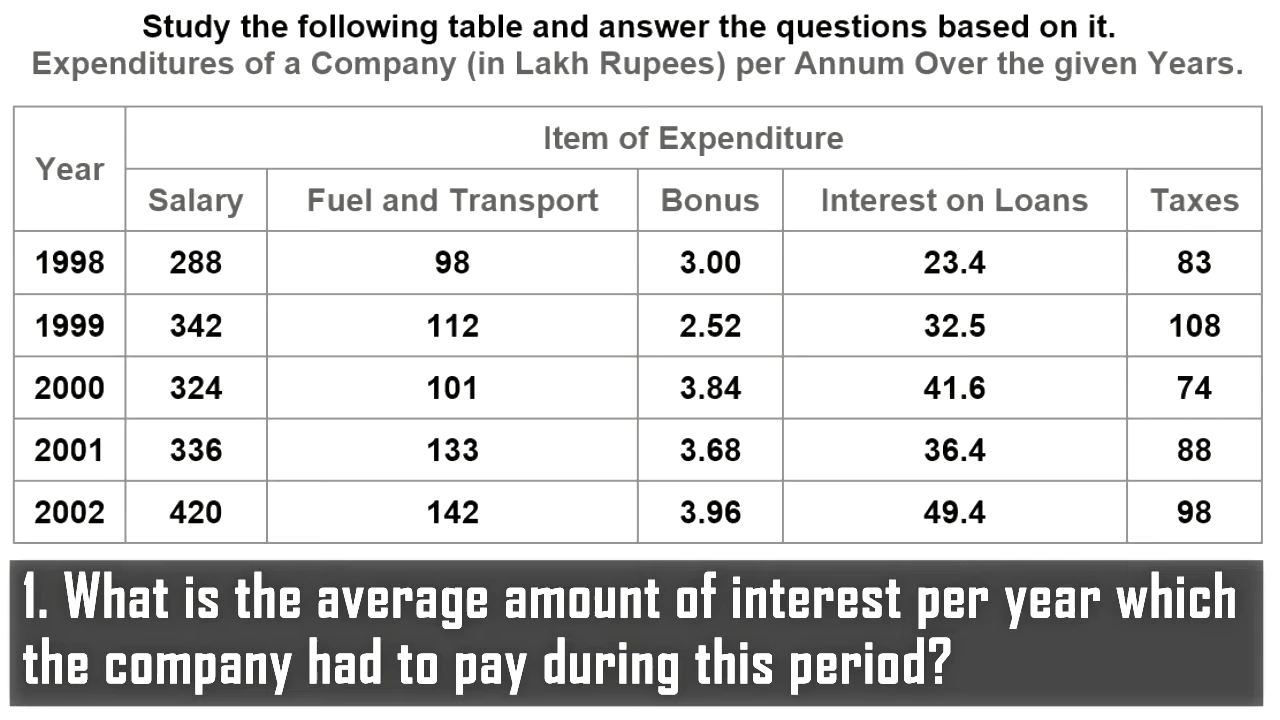 Study the following table and answer the questions based on it.
Expenditures of a Company (in Lakh Rupees) per Annum Over the given Years.
Year
Item of Expenditure
Salary Fuel and Transport Bonus Interest on Loans Taxes
1998 288 98 3.00 23.4 83
1999 342 112 2.52 32.5 108
2000 324 101 3.84 41.6 74
2001 336 133 3.68 36.4 88
2002 420 142 3.96 49.4 98
1. What is the average amount of interest per year which
the company had to pay during this period?